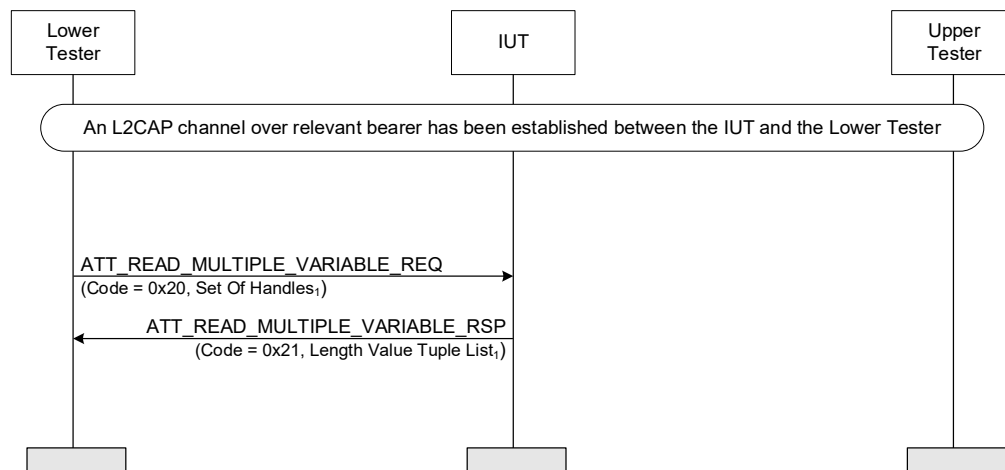 Lower
Tester
IUT
Upper
Tester
An L2CAP channel over relevant bearer has been established between the IUT and the Lower Tester
ATT_READ_MULTIPLE_VARIABLE_REQ
(Code = 0x20, Set Of Handles₁)
ATT_READ_MULTIPLE_VARIABLE_RSP
(Code = 0x21, Length Value Tuple List₁)